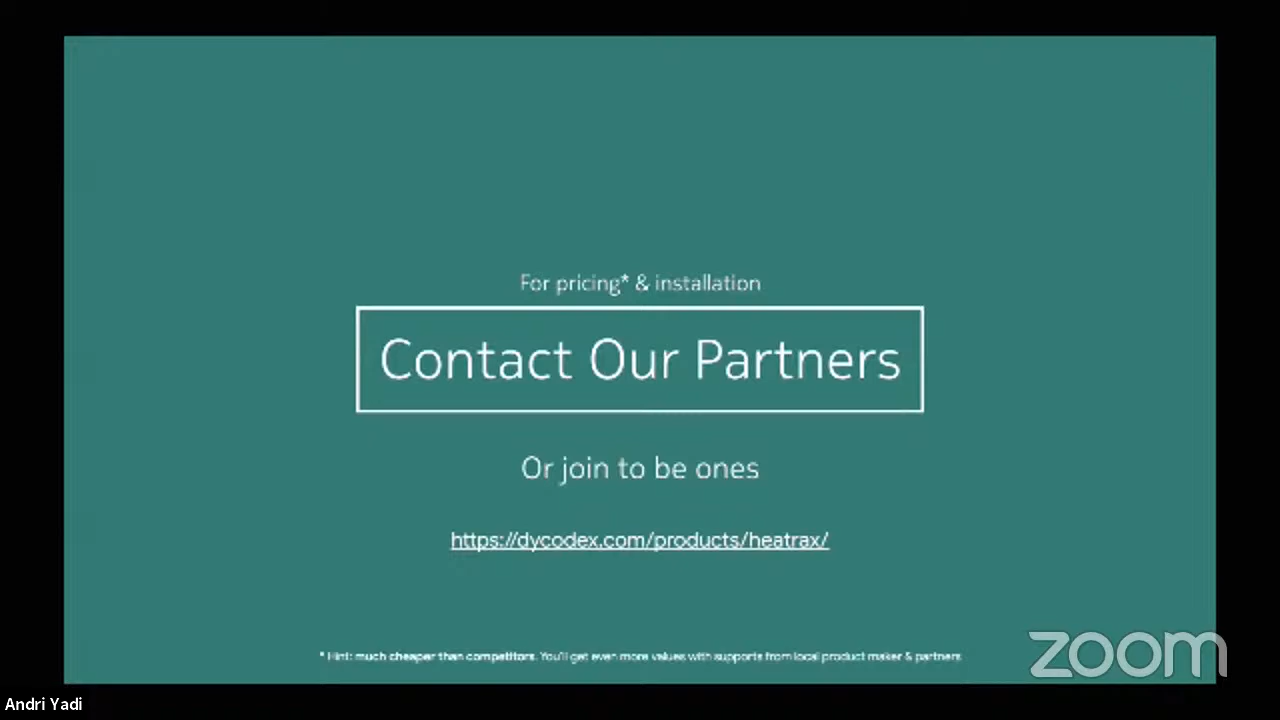 For pricing* & installation
Contact Our Partners
Or join to be ones
https://dycodex.com/products/heatrax/
* Hint: much cheaper than competitors. You'll get even more values with supports from local product maker & partners
zoom
Andri Yadi